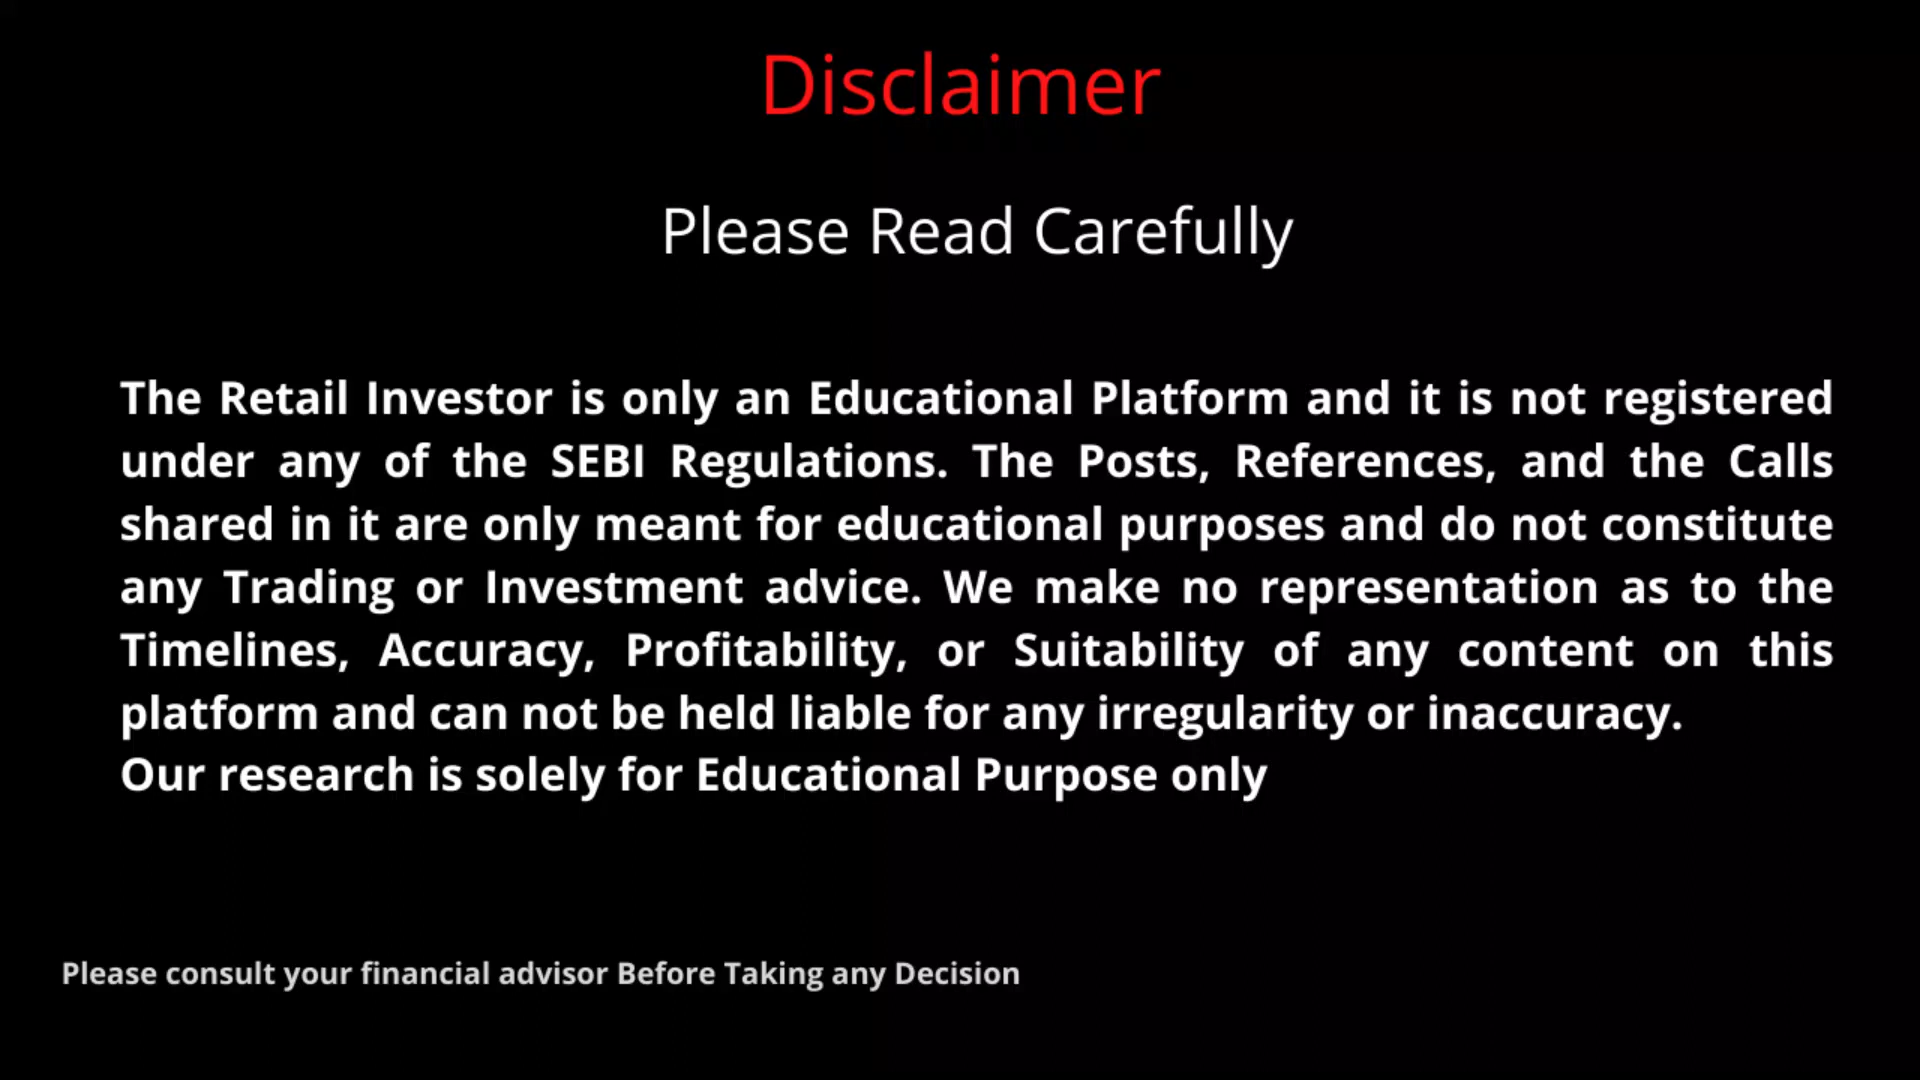 Disclaimer
Please Read Carefully
The Retail Investor is only an Educational Platform and it is not registered
under any of the SEBI Regulations. The Posts, References, and the Calls
shared in it are only meant for educational purposes and do not constitute
any Trading or Investment advice. We make no representation as to the
Timelines, Accuracy, Profitability, or Suitability of any content on this
platform and can not be held liable for any irregularity or inaccuracy.
Our research is solely for Educational Purpose only
Please consult your financial advisor Before Taking any Decision